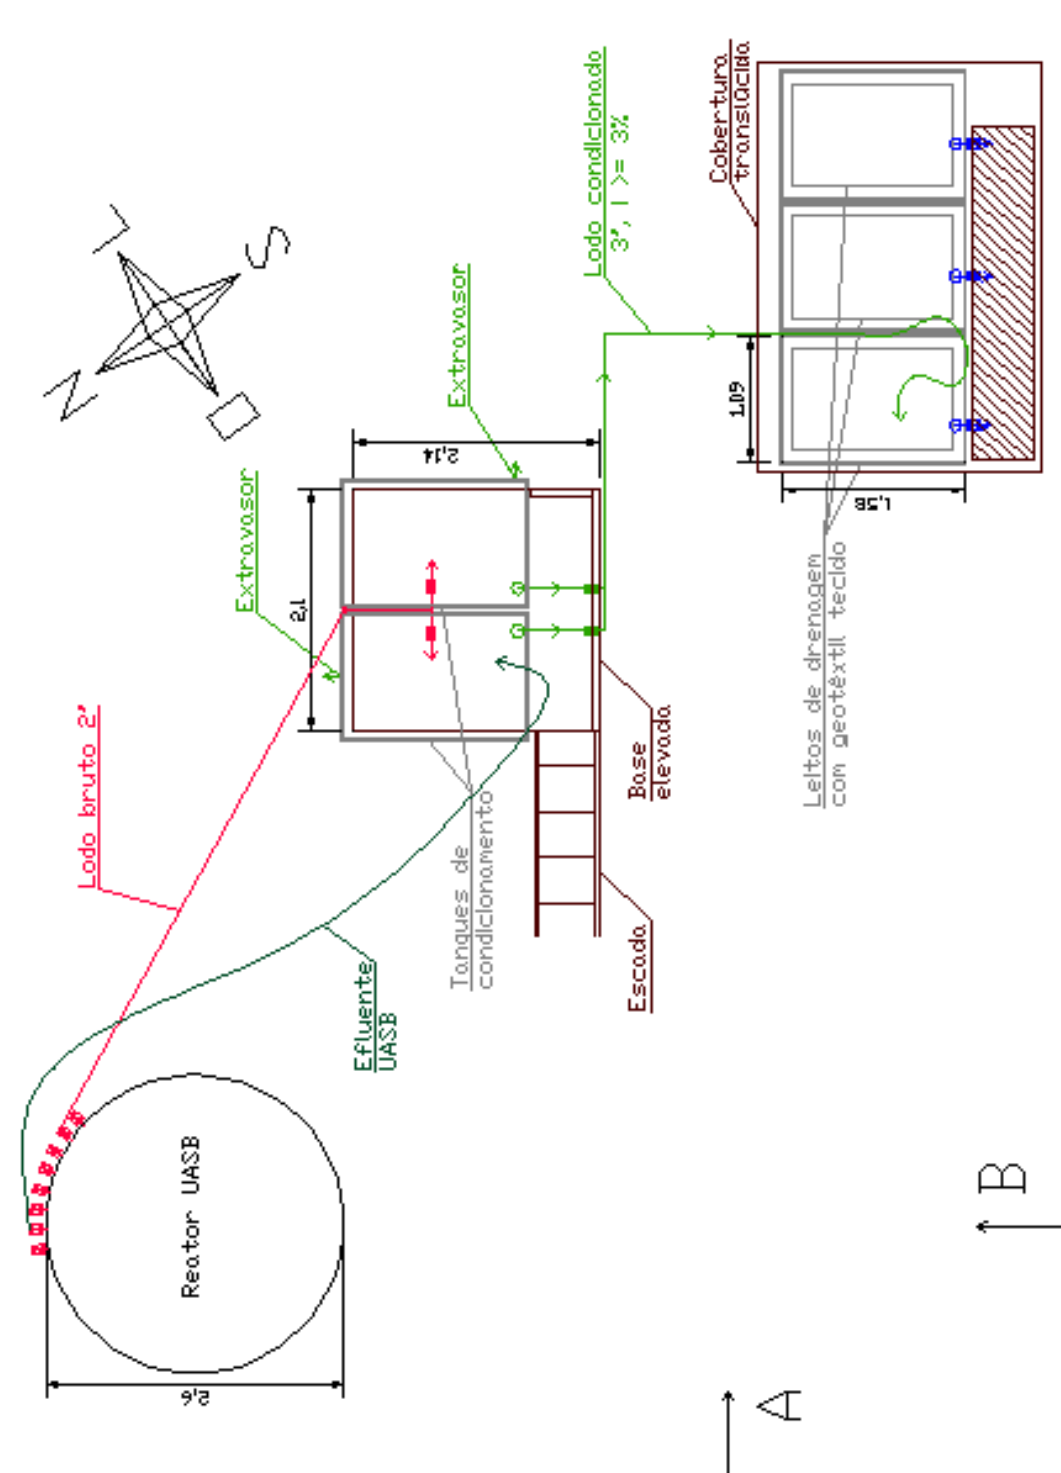 Cobertura
translúcida
Lodo condicionado
3", i >= 3%
L
S
N
O
Extravasor
Extravasor
2,14
2,1
1,09
1,58
Lodo bruto 2"
Tanques de
condicionamento
Base
elevada
Leitos de drenagem
com geotêxtil tecido
Escada
Efluente
UASB
Reator UASB
2,6
A
B